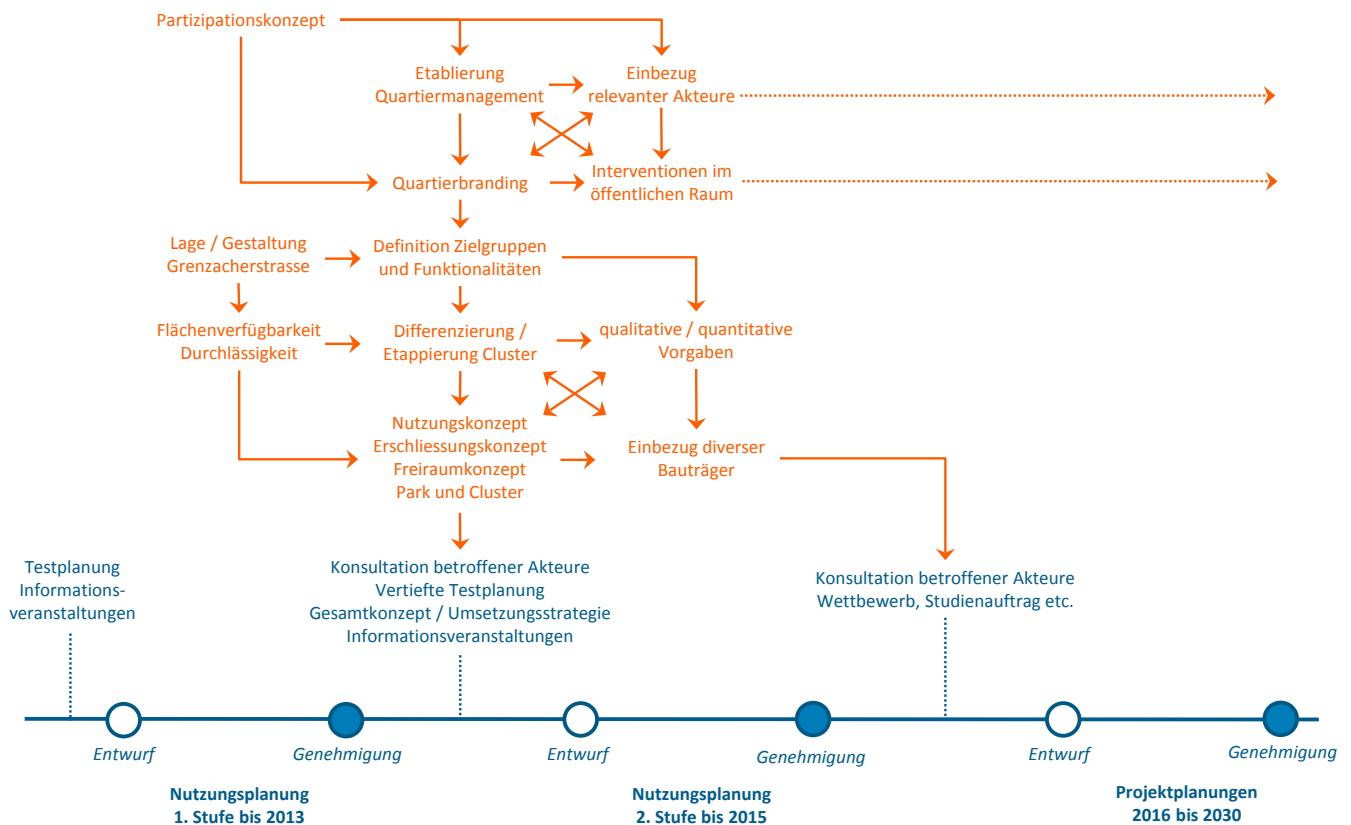 Partizipationskonzept
Etablierung
Quartiermanagement
Einbezug
relevanter Akteure
Quartierbranding
Interventionen im
öffentlichen Raum
Lage / Gestaltung
Grenzacherstrasse
Definition Zielgruppen
und Funktionalitäten
Flächenverfügbarkeit
Durchlässigkeit
Differenzierung /
Etappierung Cluster
qualitative / quantitative
Vorgaben
Nutzungskonzept
Erschliessungskonzept
Freiraumkonzept
Park und Cluster
Einbezug diverser
Bauträger
Testplanung
Informations-
veranstaltungen
Konsultation betroffener Akteure
Vertiefte Testplanung
Gesamtkonzept / Umsetzungsstrategie
Informationsveranstaltungen
Konsultation betroffener Akteure
Wettbewerb, Studienauftrag etc.
Entwurf
Genehmigung
Entwurf
Genehmigung
Entwurf
Genehmigung
Nutzungsplanung
1. Stufe bis 2013
Nutzungsplanung
2. Stufe bis 2015
Projektplanungen
2016 bis 2030